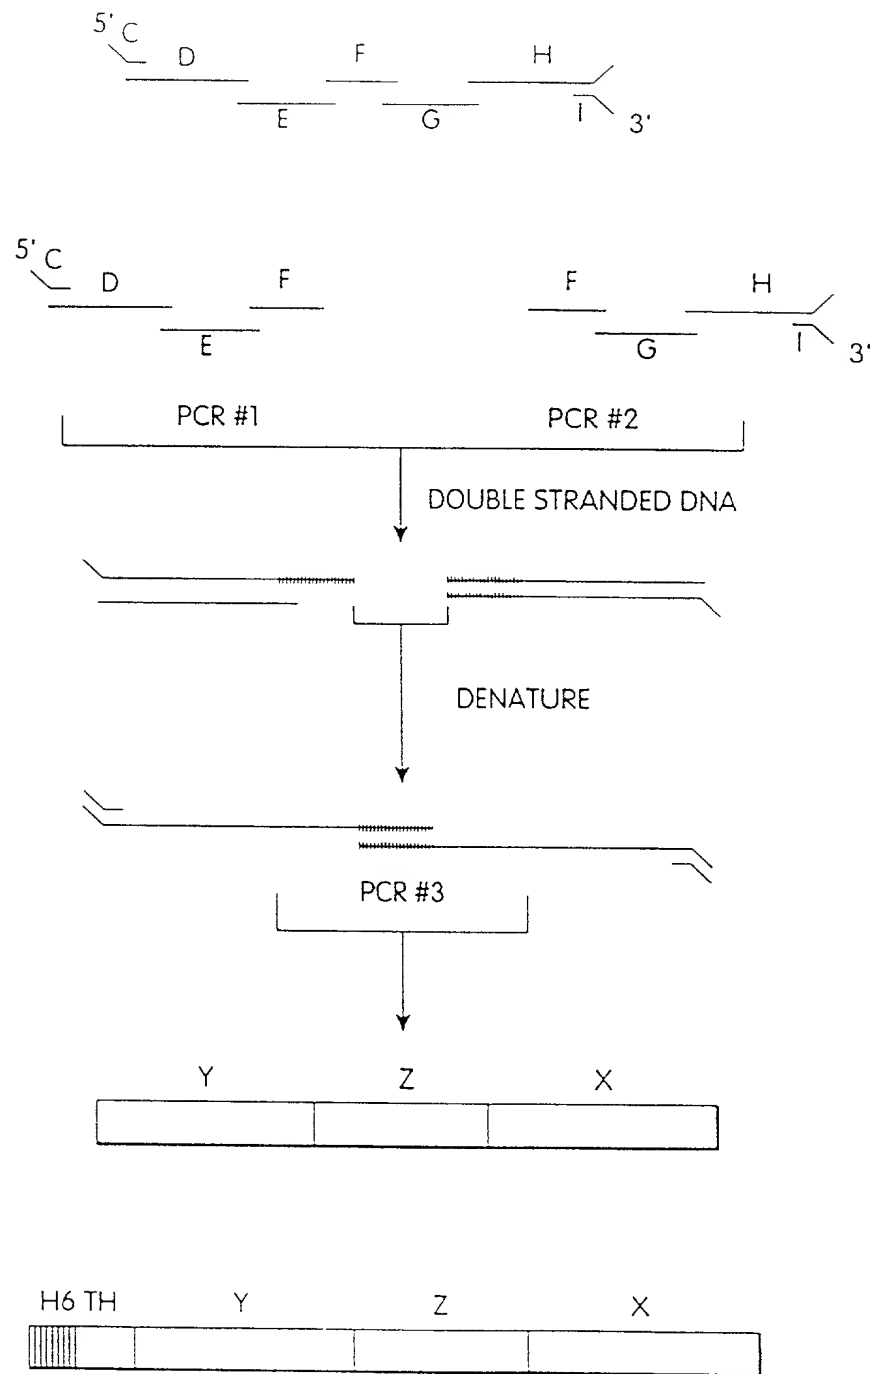 5' C
D
F
H
E
G
I
3'
5' C
D
F
F
H
E
G
I
3'
PCR #1
PCR #2
DOUBLE STRANDED DNA
DENATURE
PCR #3
Y
Z
X
H6 TH
Y
Z
X